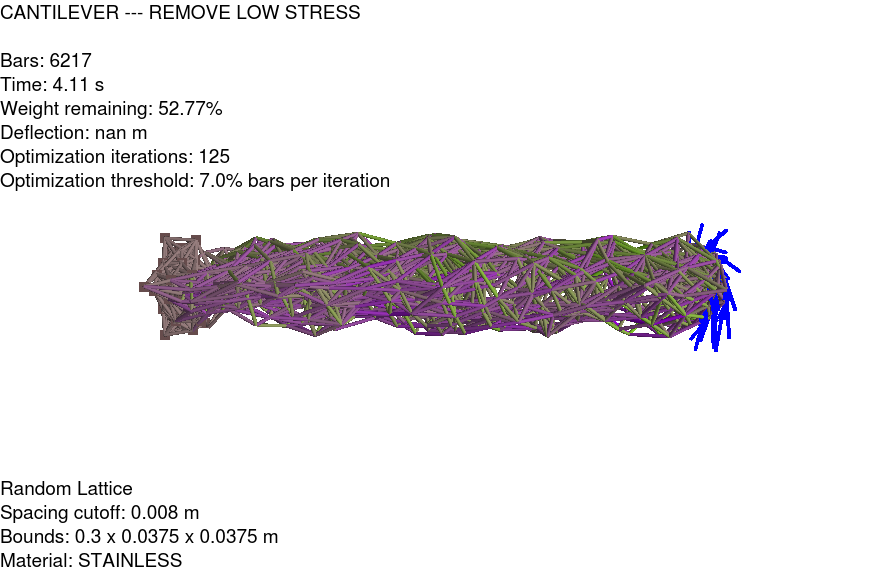 CANTILEVER --- REMOVE LOW STRESS
Bars: 6217
Time: 4.11 s
Weight remaining: 52.77%
Deflection: nan m
Optimization iterations: 125
Optimization threshold: 7.0% bars per iteration
Random Lattice
Spacing cutoff: 0.008 m
Bounds: 0.3 x 0.0375 x 0.0375 m
Material: STAINLESS